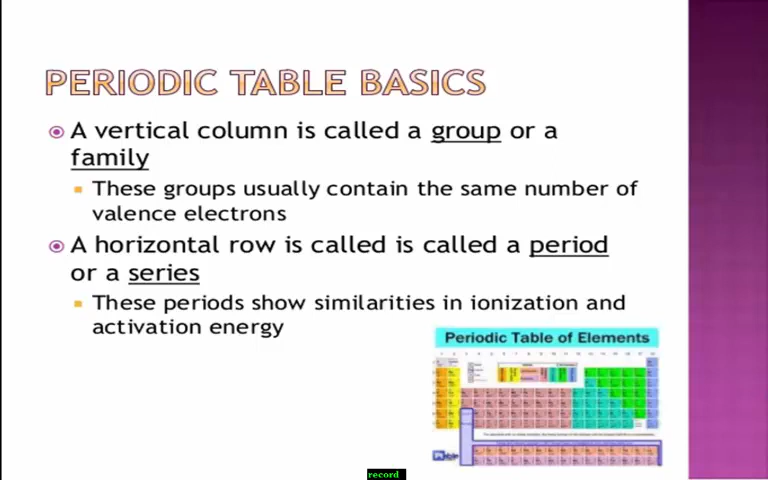 PERIODIC TABLE BASICS
A vertical column is called a group or a
family
These groups usually contain the same number of
valence electrons
A horizontal row is called is called a period
or a series
These periods show similarities in ionization and
activation energy
Periodic Table of Elements
record